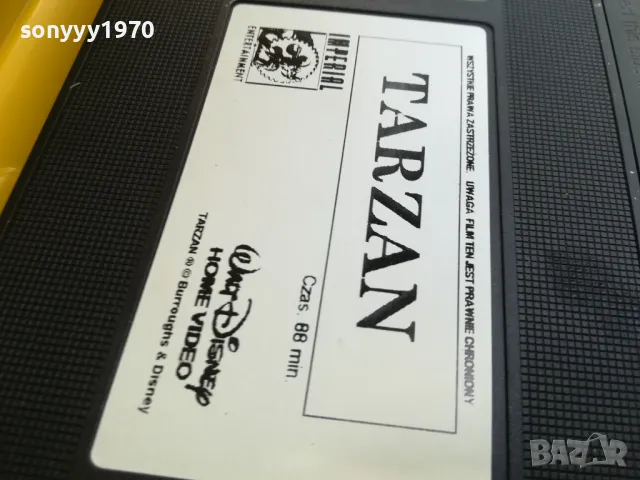 sonyyy1970
IMPERIAL
ENTERTAINMENT
WSZYSTKIE PRAWA ZASTRZEŻONE. UWAGA FILM TEN JEST PRAWNIE CHRONIONY
TARZAN
Czas. 88 min.
WALT DISNEY
HOME VIDEO
TARZAN ® © Burroughs & Disney
BAZAR